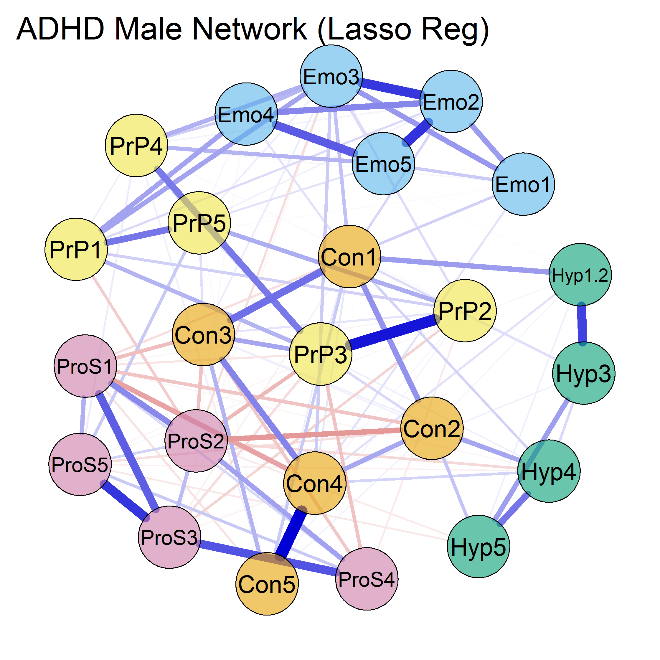 ADHD Male Network (Lasso Reg)
Emo3
Emo2
Emo4
PrP4
Emo5
Emo1
PrP5
PrP1
Con1
Hyp1.2
PrP2
Con3
PrP3
ProS1
Hyp3
Con2
ProS2
ProS5
Hyp4
Con4
ProS3
Hyp5
Con5
ProS4